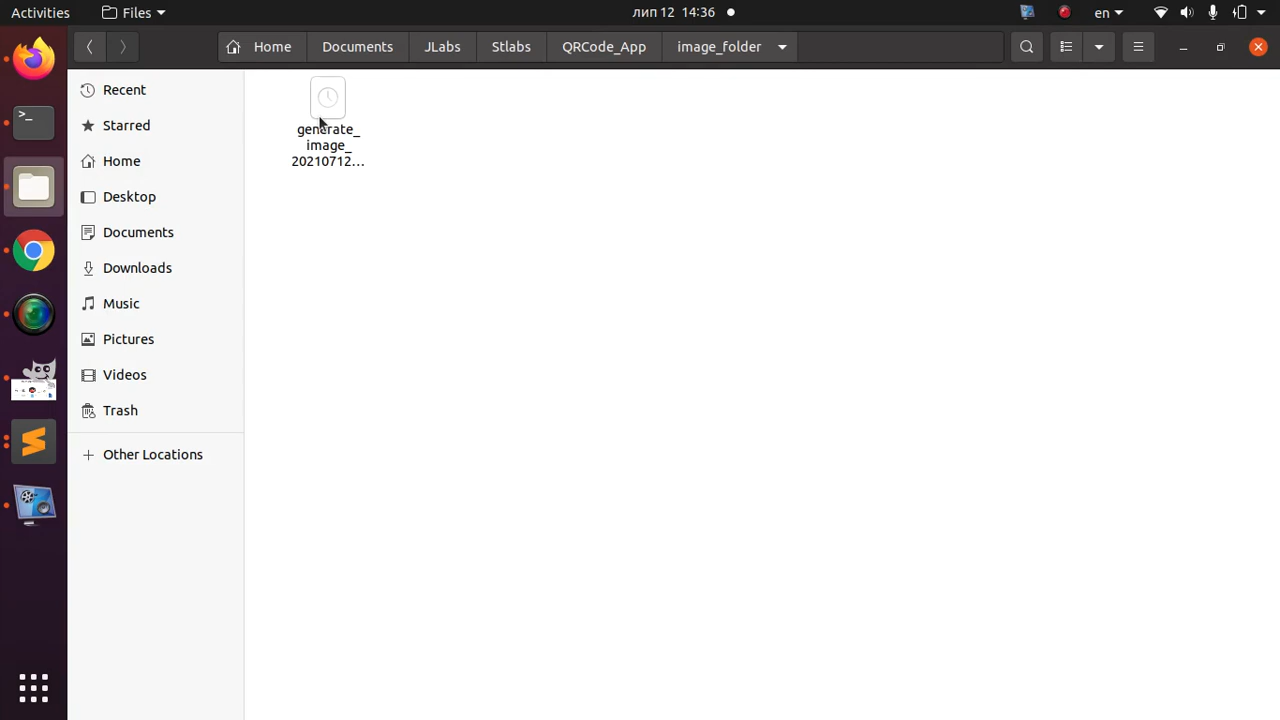 Activities Files лип 12 14:36 en
Home Documents JLabs Stlabs QRCode_App image_folder
Recent
Starred
Home
Desktop
Documents
Downloads
Music
Pictures
Videos
Trash
Other Locations
generate_
image_
20210712...
>_